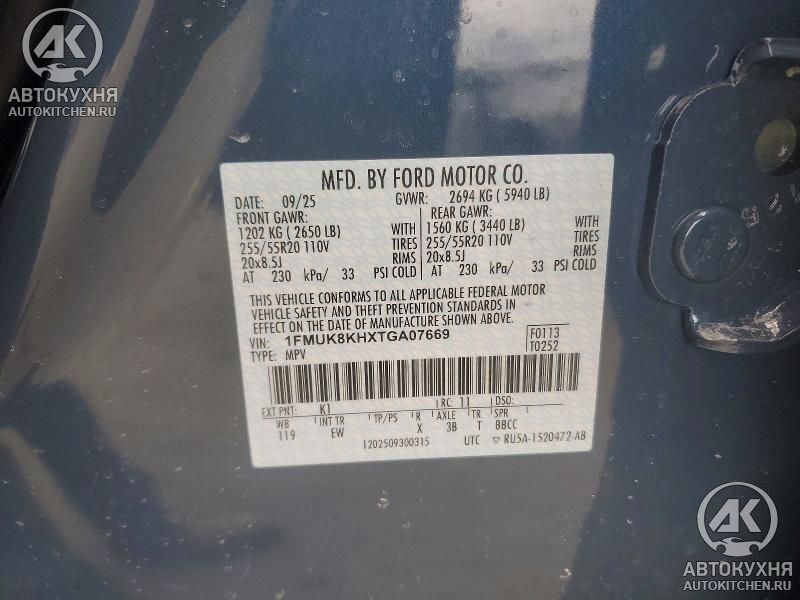 AK
АВТОКУХНЯ
AUTOKITCHEN.RU
MFD. BY FORD MOTOR CO.
DATE: 09/25 GVWR: 2694 KG ( 5940 LB)
FRONT GAWR: REAR GAWR:
1202 KG ( 2650 LB) WITH 1560 KG ( 3440 LB) WITH
255/55R20 110V TIRES 255/55R20 110V TIRES
20x8.5J RIMS 20x8.5J RIMS
AT 230 kPa/ 33 PSI COLD AT 230 kPa/ 33 PSI COLD
THIS VEHICLE CONFORMS TO ALL APPLICABLE FEDERAL MOTOR
VEHICLE SAFETY AND THEFT PREVENTION STANDARDS IN
EFFECT ON THE DATE OF MANUFACTURE SHOWN ABOVE.
VIN: 1FMUK8KHXTGA07669 F0113
TYPE: MPV T0252
EXT PNT: K1 RC: 11 DSO:
WB INT TR TP/PS R AXLE TR SPR
119 EW X 3B T BBCC
1202509300315 UTC ▽ RU5A-1520472-AB
AK
АВТОКУХНЯ
AUTOKITCHEN.RU